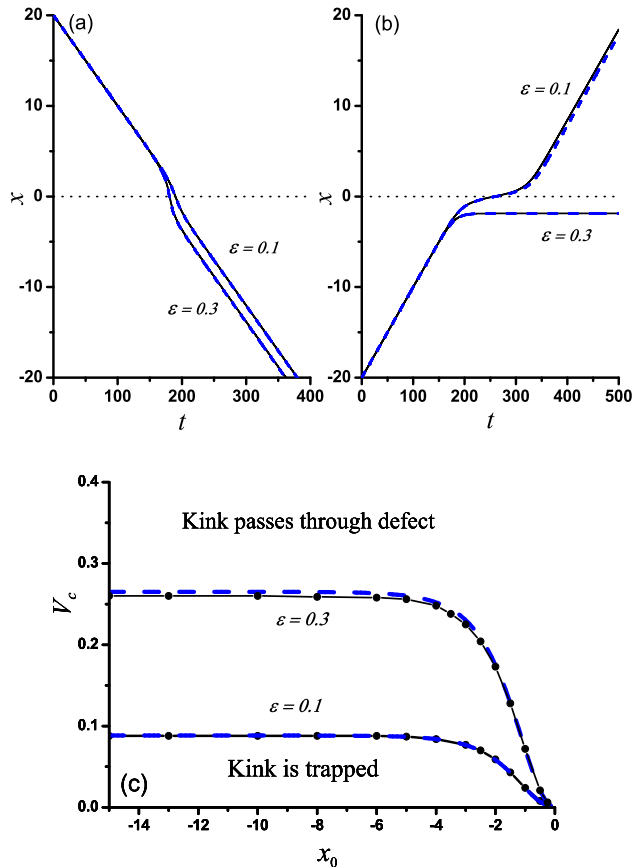 (a)
20
10
0
-10
-20
x
ε = 0.1
ε = 0.3
0 100 200 300 400
t
(b)
20
10
0
-10
-20
x
ε = 0.1
ε = 0.3
0 100 200 300 400 500
t
0.4
0.3
0.2
0.1
0.0
V_c
Kink passes through defect
ε = 0.3
ε = 0.1
(c)
Kink is trapped
-14 -12 -10 -8 -6 -4 -2 0
x_0